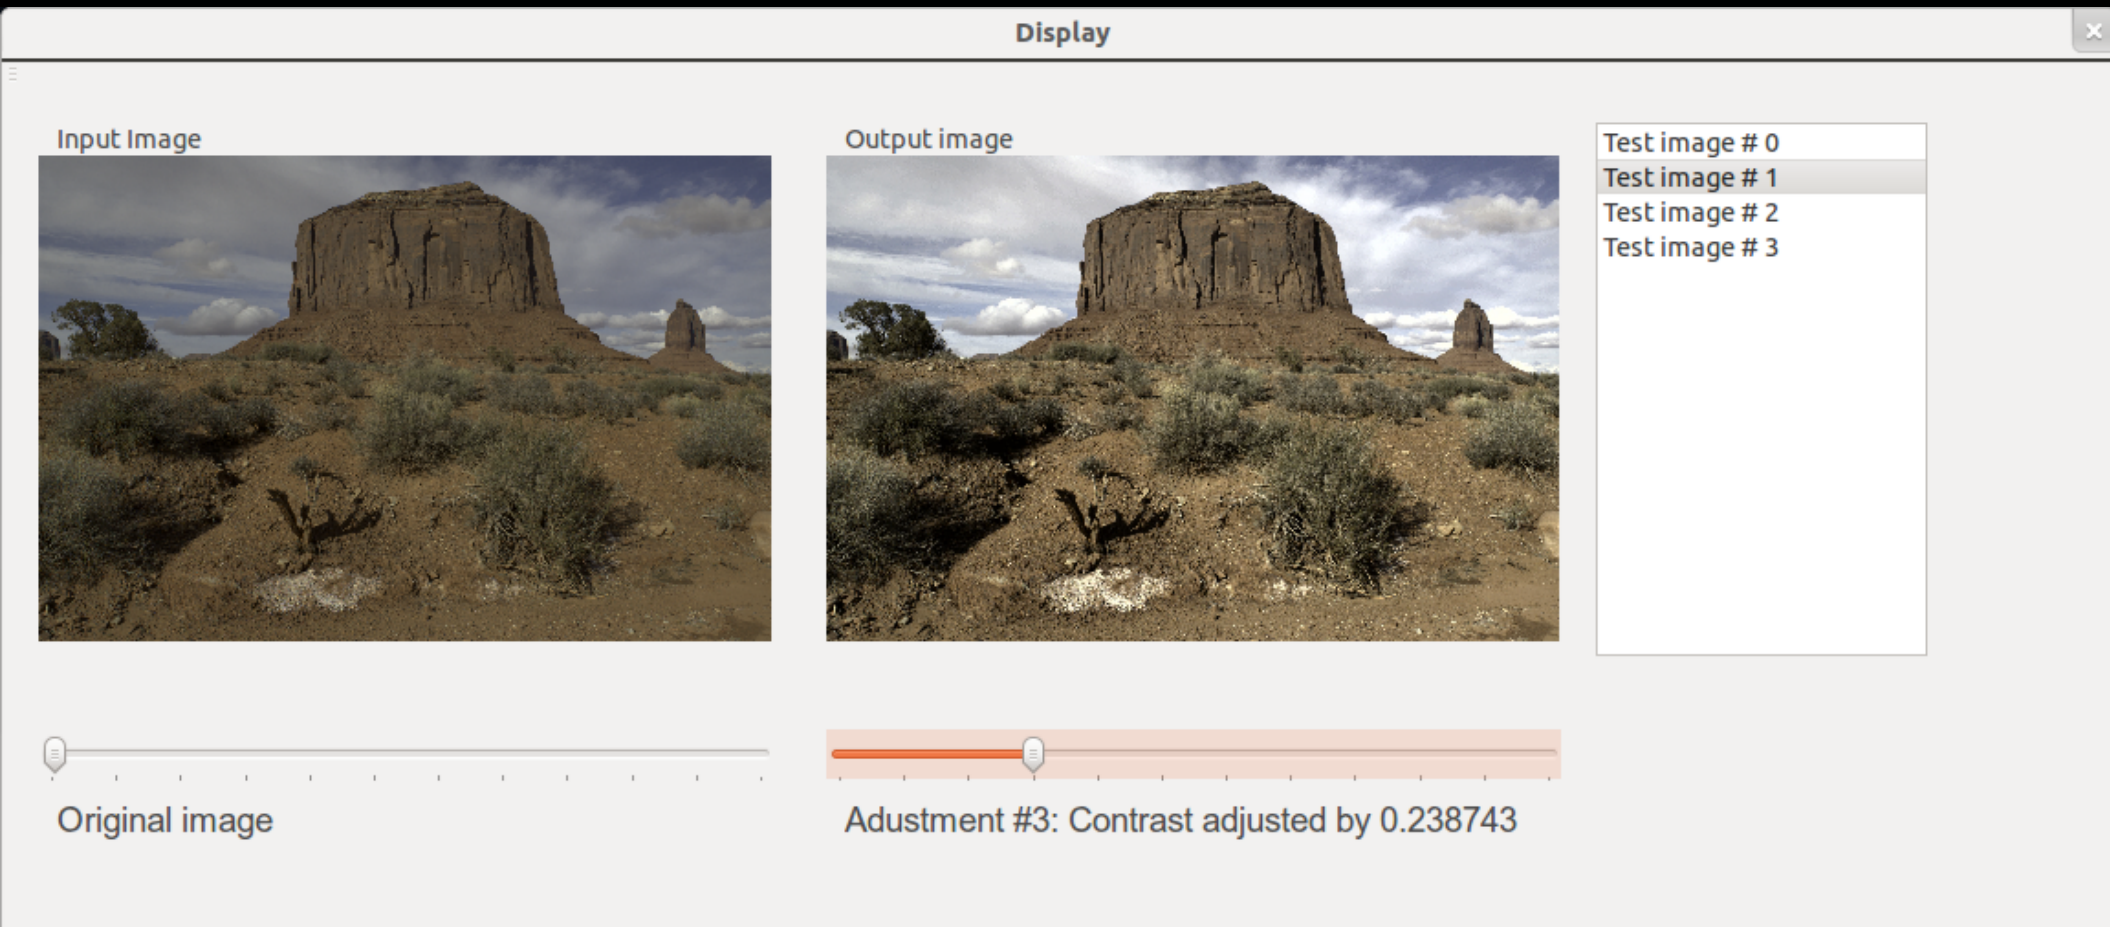 Display
Input Image
Output image
Test image # 0
Test image # 1
Test image # 2
Test image # 3
Original image
Adustment #3: Contrast adjusted by 0.238743